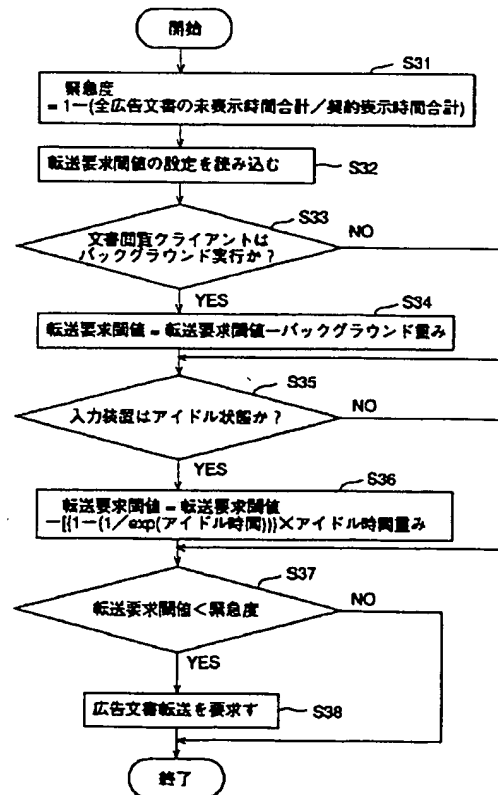 開始
S31
緊急度
= 1ー(全広告文書の未表示時間合計/契約表示時間合計)
転送要求閾値の設定を読み込む
S32
S33
文書閲覧クライアントは
バックグラウンド実行か?
NO
YES
S34
転送要求閾値 = 転送要求閾値ーバックグラウンド重み
S35
入力装置はアイドル状態か?
NO
YES
S36
転送要求閾値 = 転送要求閾値
ー[{1ー(1/exp(アイドル時間))}×アイドル時間重み
S37
転送要求閾値<緊急度
NO
YES
広告文書転送を要求す
S38
終了